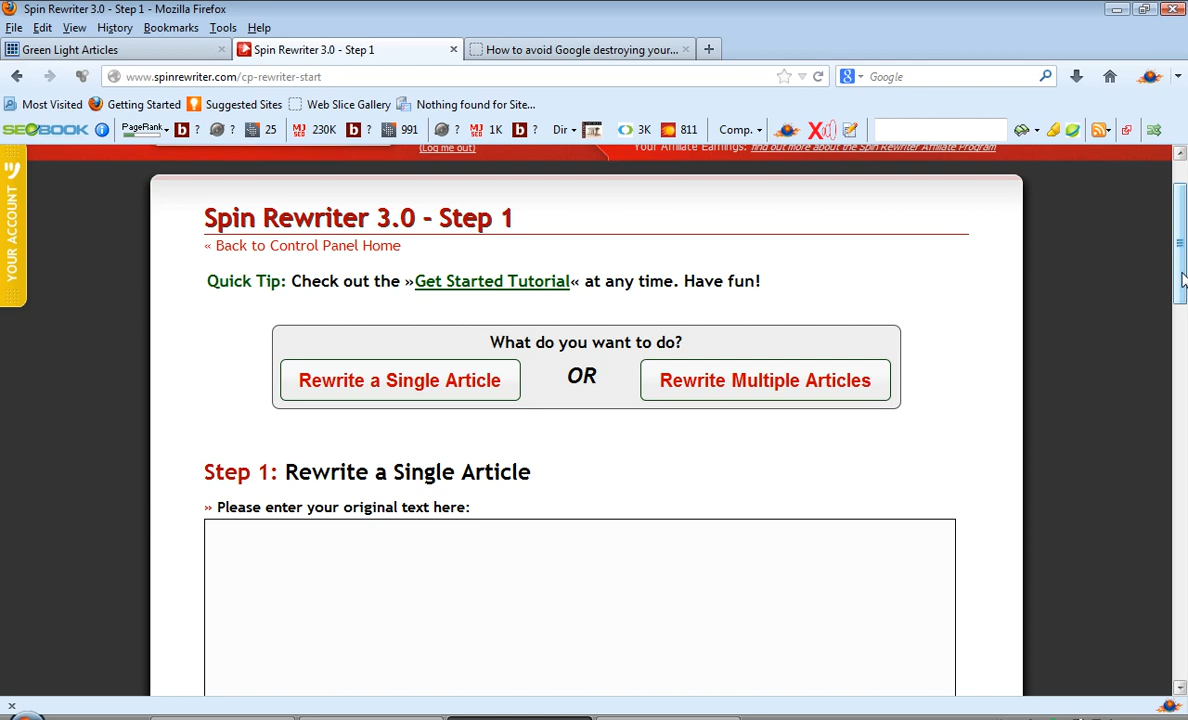 Spin Rewriter 3.0 - Step 1 - Mozilla Firefox
File Edit View History Bookmarks Tools Help
Green Light Articles × Spin Rewriter 3.0 - Step 1 × How to avoid Google destroying your... × +
www.spinrewriter.com/cp-rewriter-start Google
Most Visited Getting Started Suggested Sites Web Slice Gallery Nothing found for Site...
SEOBOOK PageRank ? ? 25 230K ? 991 ? 1K ? Dir 3K 811 Comp.
(Log me out) Your Affiliate Earnings: find out more about the Spin Rewriter Affiliate Program
YOUR ACCOUNT
Spin Rewriter 3.0 - Step 1
« Back to Control Panel Home
Quick Tip: Check out the »Get Started Tutorial« at any time. Have fun!
What do you want to do?
Rewrite a Single Article OR Rewrite Multiple Articles
Step 1: Rewrite a Single Article
» Please enter your original text here: